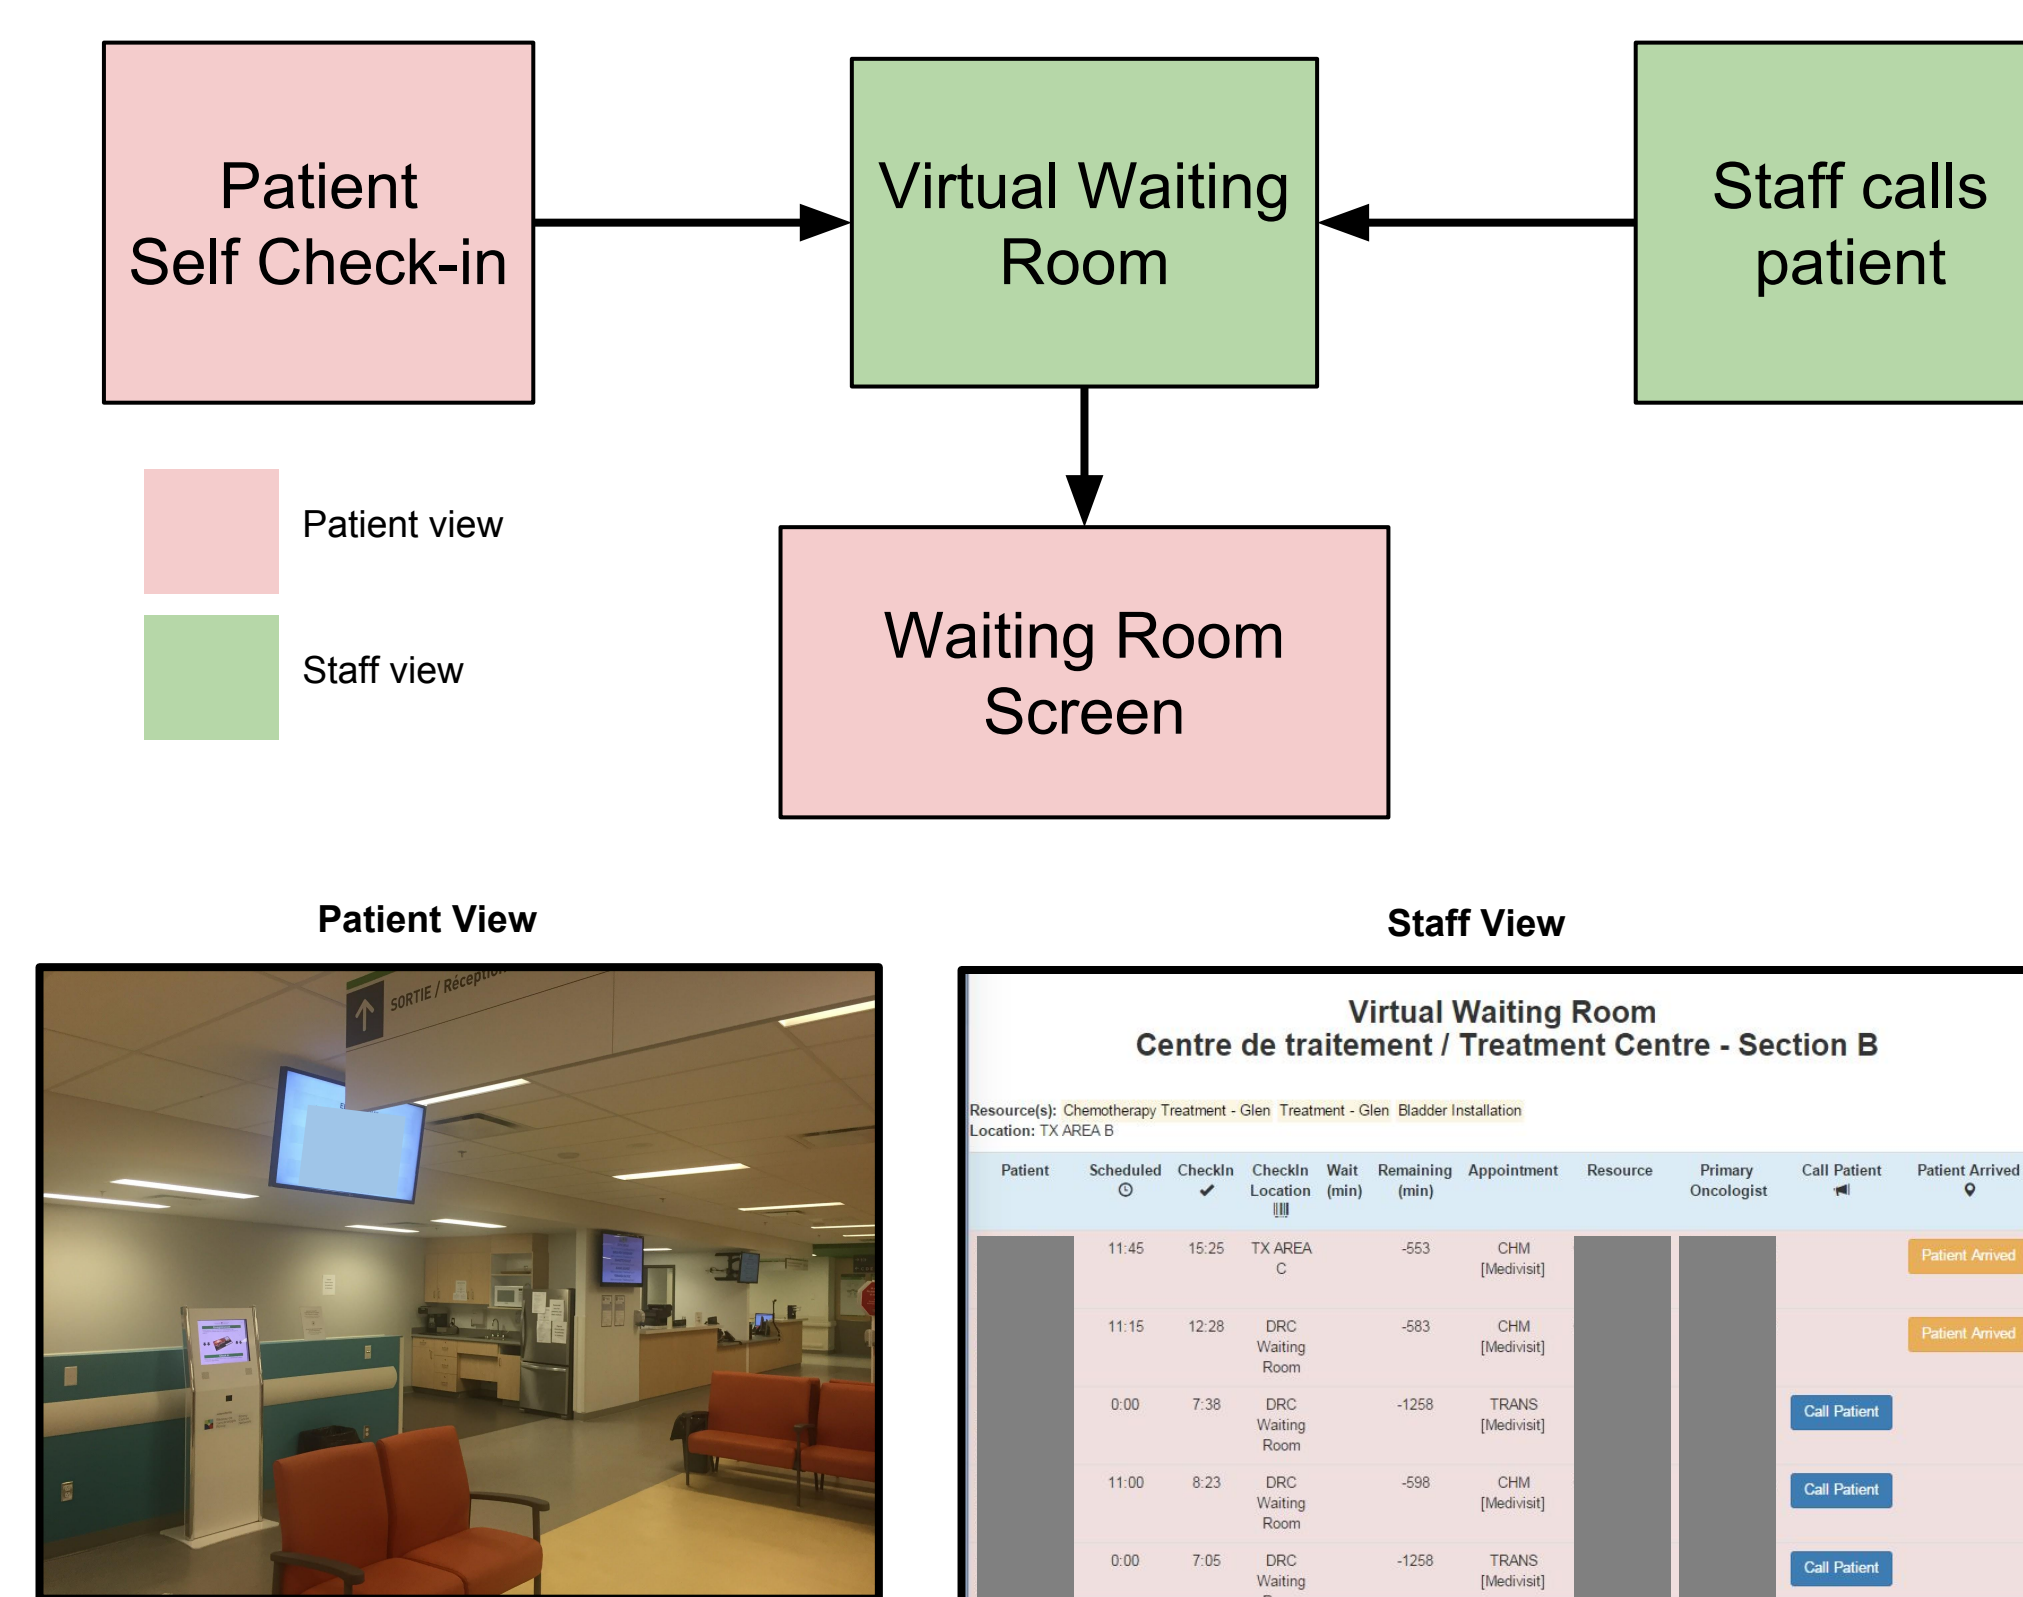 Patient
Self Check-in
Virtual Waiting
Room
Staff calls
patient
Patient view
Staff view
Waiting Room
Screen
Patient View
Staff View
SORTIE / Réception
Virtual Waiting Room
Centre de traitement / Treatment Centre - Section B
Resource(s): Chemotherapy Treatment - Glen Treatment - Glen Bladder Installation
Location: TX AREA B
Patient Scheduled CheckIn CheckIn Location Wait (min) Remaining (min) Appointment Resource Primary Oncologist Call Patient Patient Arrived
11:45 15:25 TX AREA C -553 CHM [Medivisit] Patient Arrived
11:15 12:28 DRC Waiting Room -583 CHM [Medivisit] Patient Arrived
0:00 7:38 DRC Waiting Room -1258 TRANS [Medivisit] Call Patient
11:00 8:23 DRC Waiting Room -598 CHM [Medivisit] Call Patient
0:00 7:05 DRC Waiting -1258 TRANS [Medivisit] Call Patient